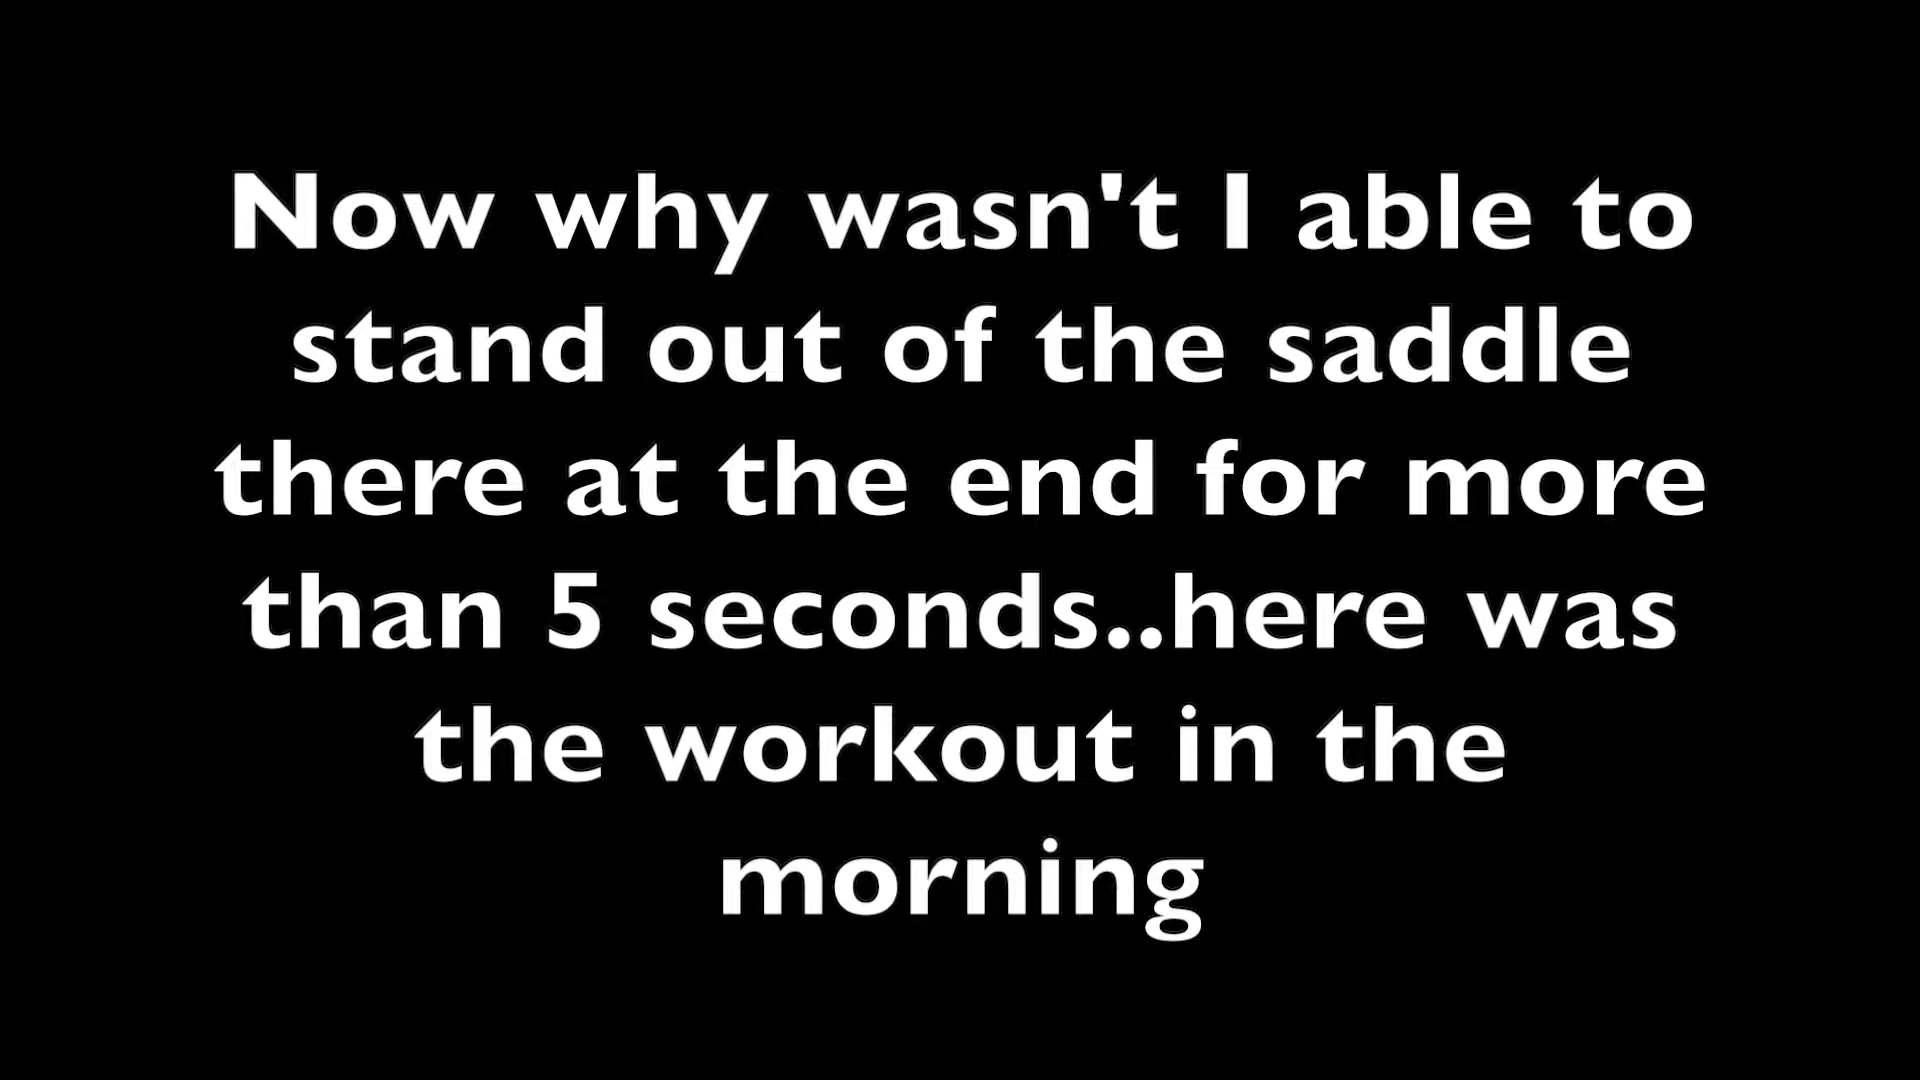 Now why wasn't I able to
stand out of the saddle
there at the end for more
than 5 seconds..here was
the workout in the
morning